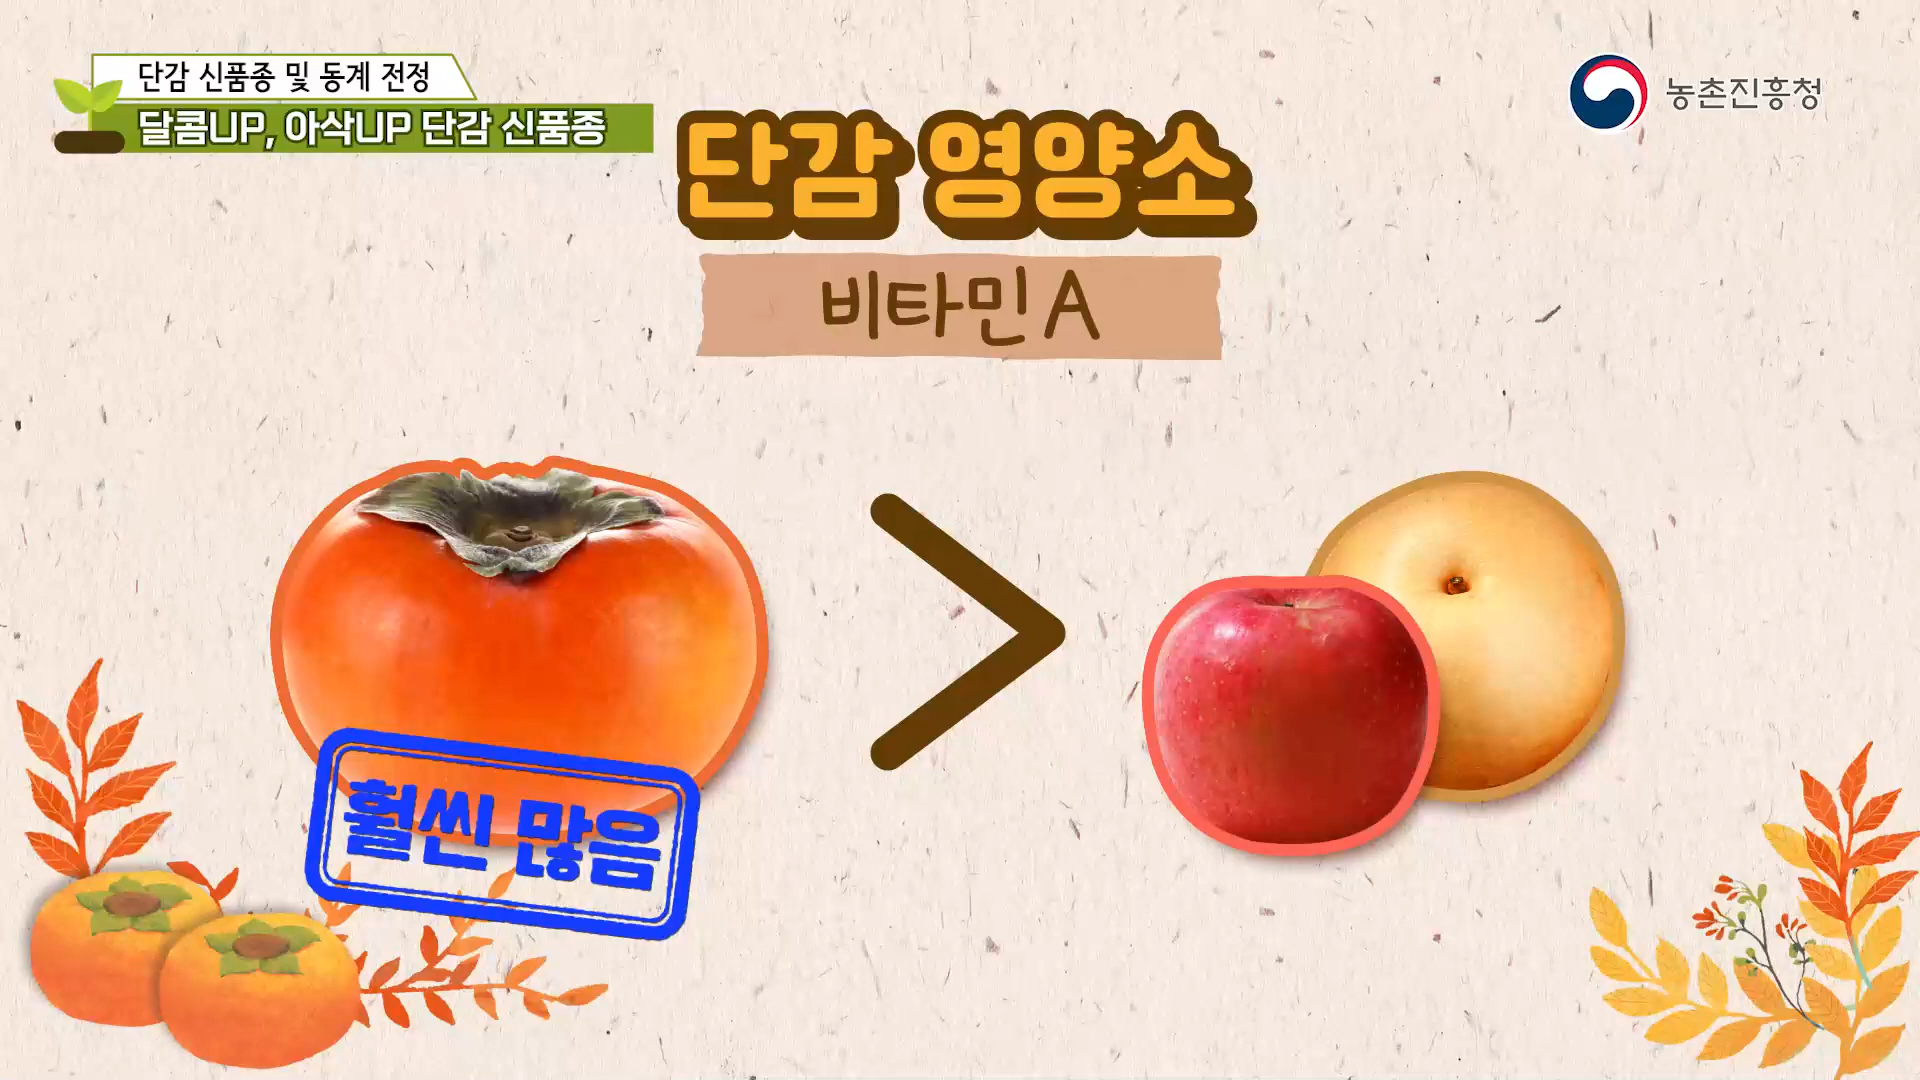 단감 신품종 및 동계 전정
달콤UP, 아삭UP 단감 신품종
농촌진흥청
단감 영양소
비타민 A
훨씬 많음